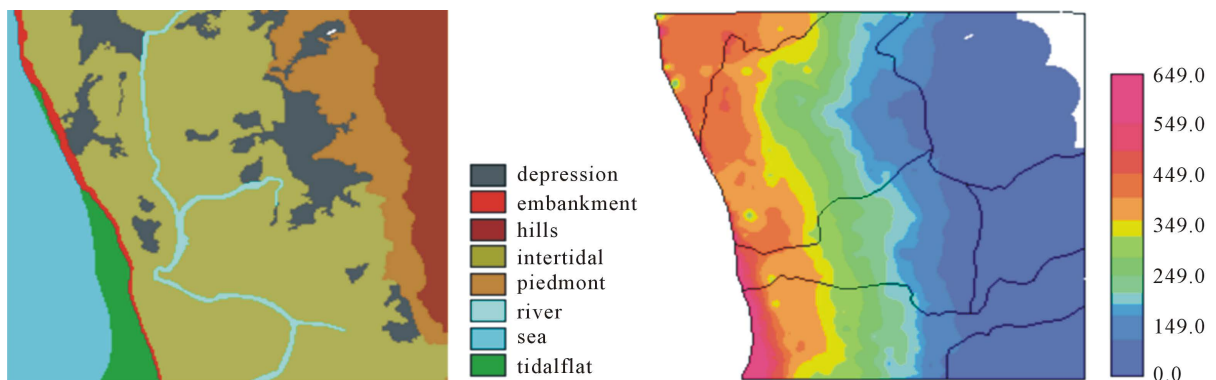 depression
embankment
hills
intertidal
piedmont
river
sea
tidalflat
649.0
549.0
449.0
349.0
249.0
149.0
0.0